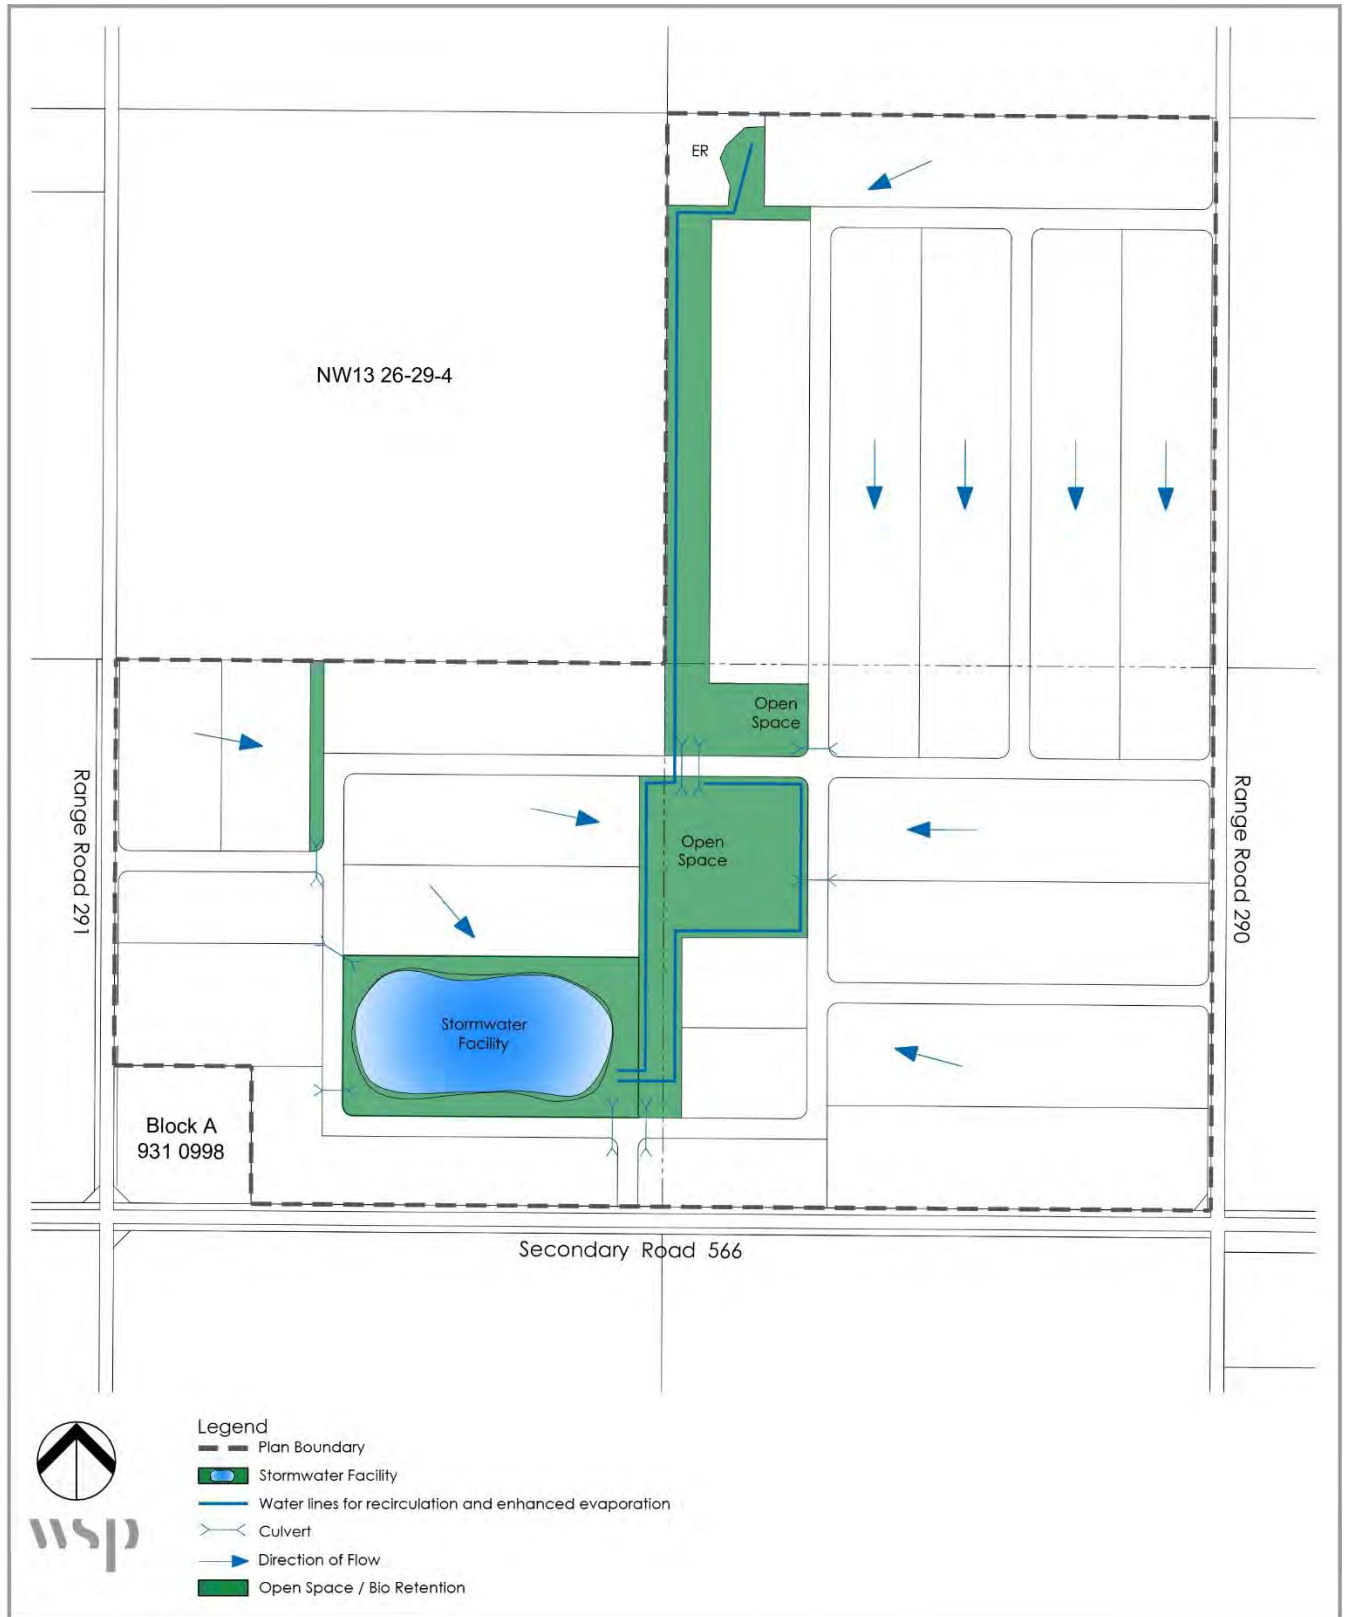 ER
NW13 26-29-4
Open
Space
Range Road 291
Range Road 290
Open
Space
Stormwater
Facility
Block A
931 0998
Secondary Road 566
Legend
Plan Boundary
Stormwater Facility
Water lines for recirculation and enhanced evaporation
Culvert
Direction of Flow
Open Space / Bio Retention
wsp